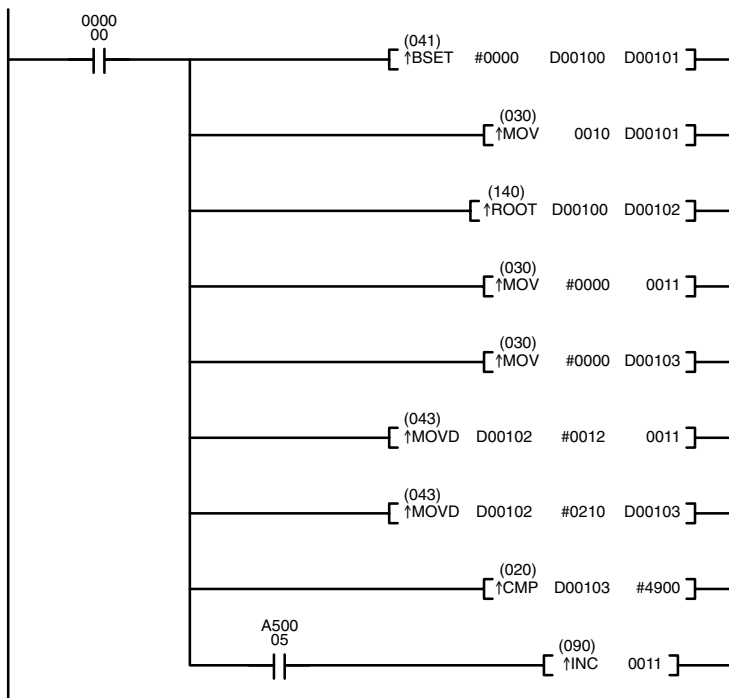 0000
00
(041)
↑BSET #0000 D00100 D00101
(030)
↑MOV 0010 D00101
(140)
↑ROOT D00100 D00102
(030)
↑MOV #0000 0011
(030)
↑MOV #0000 D00103
(043)
↑MOVD D00102 #0012 0011
(043)
↑MOVD D00102 #0210 D00103
(020)
↑CMP D00103 #4900
A500
05
(090)
↑INC 0011